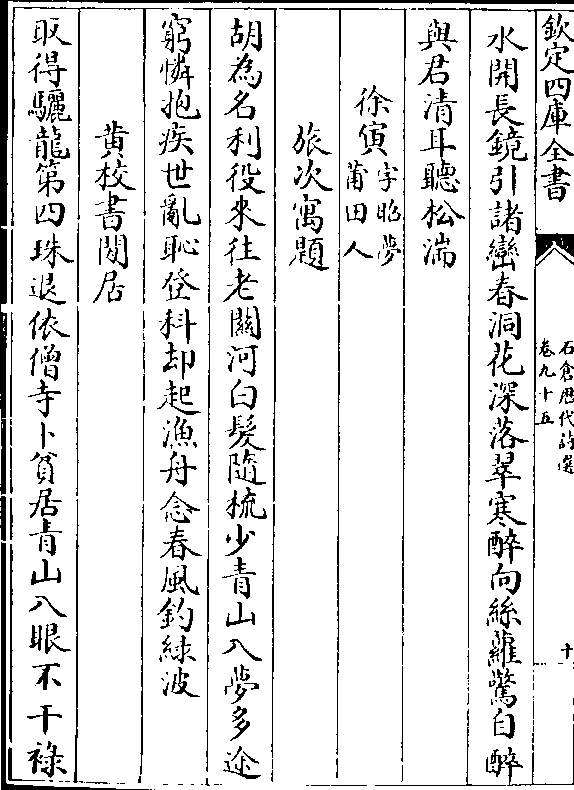 欽定四庫全書
石倉歴代詩選
卷九十五
十
水開長鏡引諸巒春洞花深落翠寒醉向絲蘿驚自醉
與君清耳聽松湍
徐寅字昭夢
莆田人
旅次寓題
胡為名利役來往老關河白髮隨梳少青山入夢多途
窮憐抱疾世亂恥登科却起漁舟念春風釣緑波
黄校書閒居
取得驪龍第四珠退依僧寺卜貧居青山入眼不干祿